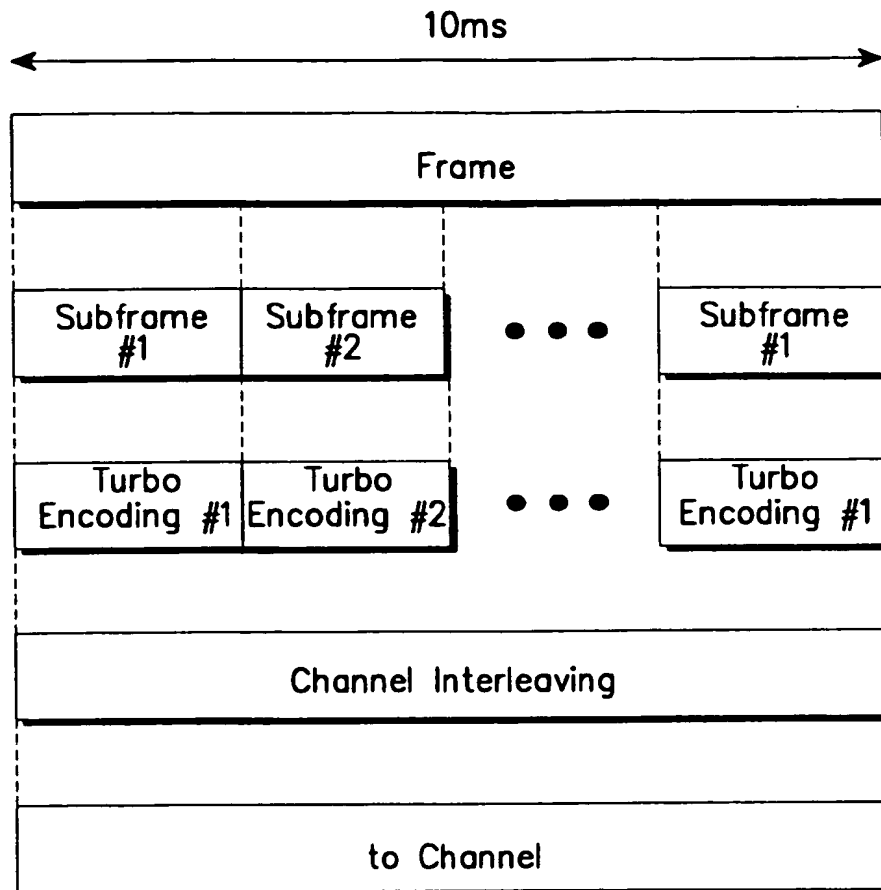 10ms
Frame
Subframe #1
Subframe #2
Subframe #1
Turbo Encoding #1
Turbo Encoding #2
Turbo Encoding #1
Channel Interleaving
to Channel